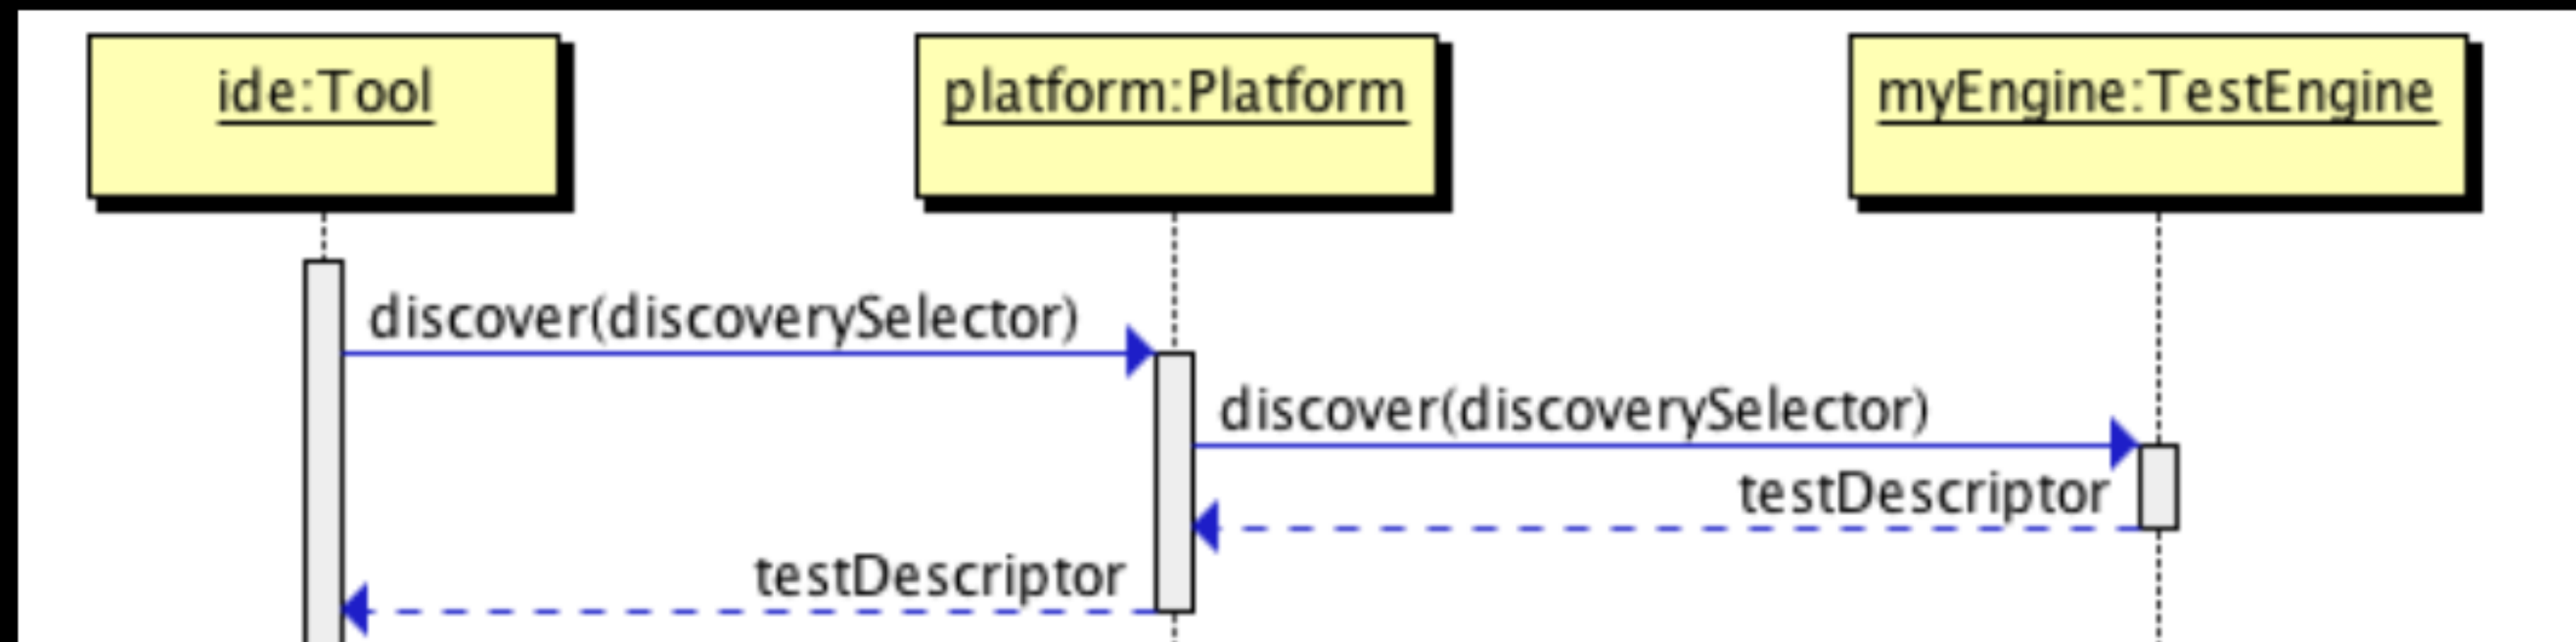 ide:Tool
platform:Platform
myEngine:TestEngine
discover(discoverySelector)
discover(discoverySelector)
testDescriptor
testDescriptor